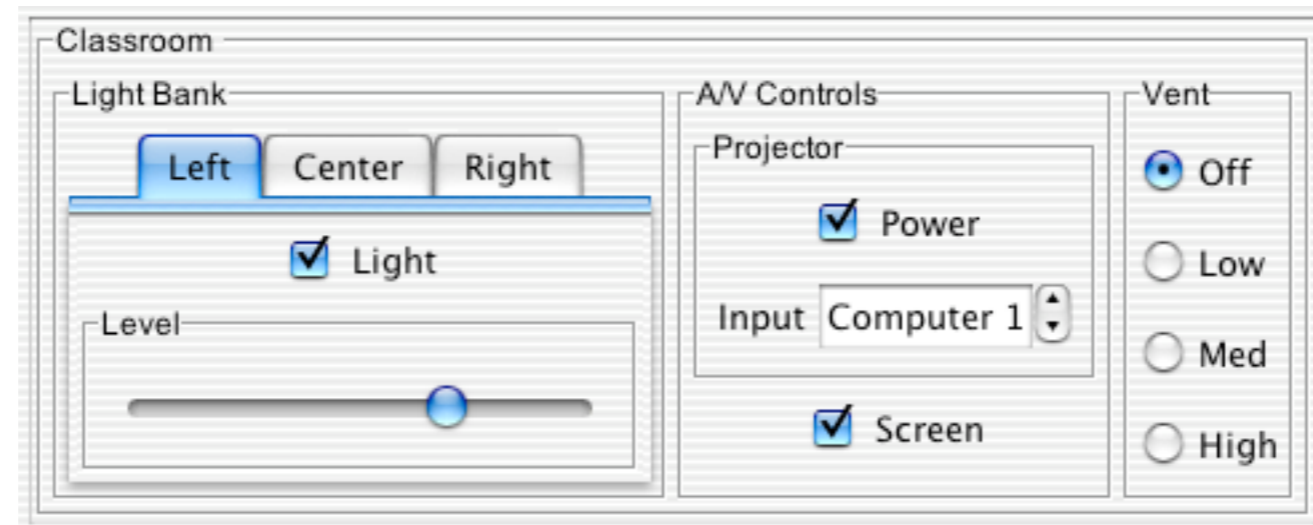 Classroom
Light Bank
Left Center Right
Light
Level
A/V Controls
Projector
Power
Input Computer 1
Screen
Vent
Off
Low
Med
High